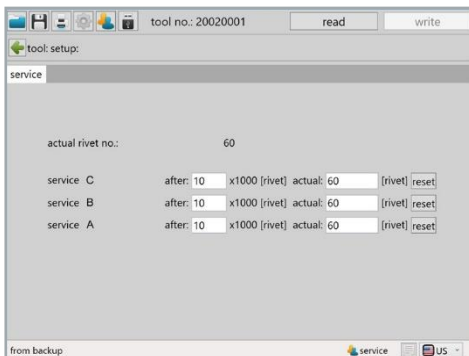 tool no.: 20020001 read write
tool: setup:
service
actual rivet no.: 60
service C after: 10 x1000 [rivet] actual: 60 [rivet] reset
service B after: 10 x1000 [rivet] actual: 60 [rivet] reset
service A after: 10 x1000 [rivet] actual: 60 [rivet] reset
from backup service US